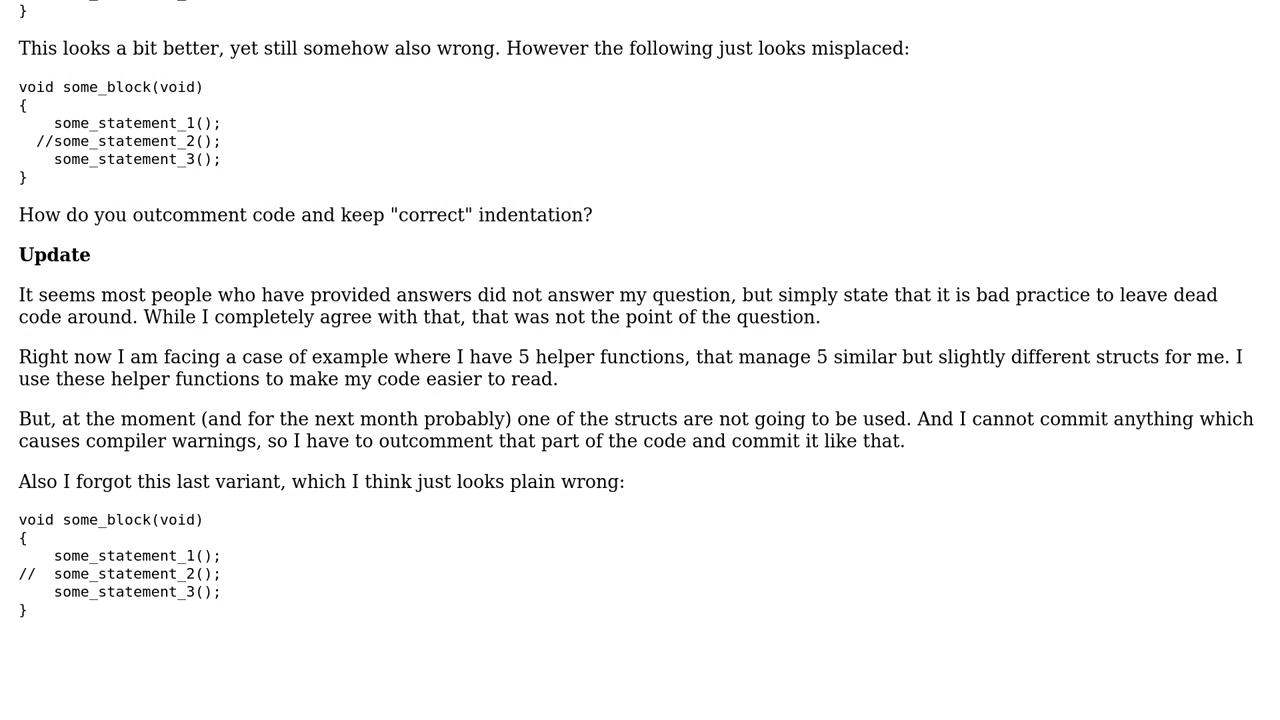 }
This looks a bit better, yet still somehow also wrong. However the following just looks misplaced:
void some_block(void)
{
    some_statement_1();
  //some_statement_2();
    some_statement_3();
}
How do you outcomment code and keep "correct" indentation?
Update
It seems most people who have provided answers did not answer my question, but simply state that it is bad practice to leave dead
code around. While I completely agree with that, that was not the point of the question.
Right now I am facing a case of example where I have 5 helper functions, that manage 5 similar but slightly different structs for me. I
use these helper functions to make my code easier to read.
But, at the moment (and for the next month probably) one of the structs are not going to be used. And I cannot commit anything which
causes compiler warnings, so I have to outcomment that part of the code and commit it like that.
Also I forgot this last variant, which I think just looks plain wrong:
void some_block(void)
{
    some_statement_1();
//  some_statement_2();
    some_statement_3();
}